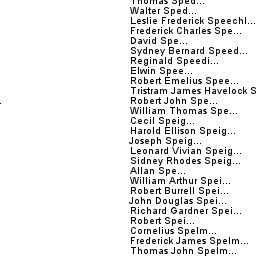 Thomas Sped...
Walter Sped...
Leslie Frederick Speechl...
Frederick Charles Spe...
David Spe...
Sydney Bernard Speed...
Reginald Speedi...
Elwin Spee...
Robert Emelius Spee...
Tristram James Havelock S
Robert John Spe...
William Thomas Spe...
Cecil Speig...
Harold Ellison Speig...
Joseph Speig...
Leonard Vivian Speig...
Sidney Rhodes Speig...
Allan Spe...
William Arthur Spei...
Robert Burrell Spei...
John Douglas Spei...
Richard Gardner Spei...
Robert Spei...
Cornelius Spelm...
Frederick James Spelm...
Thomas John Spelm...